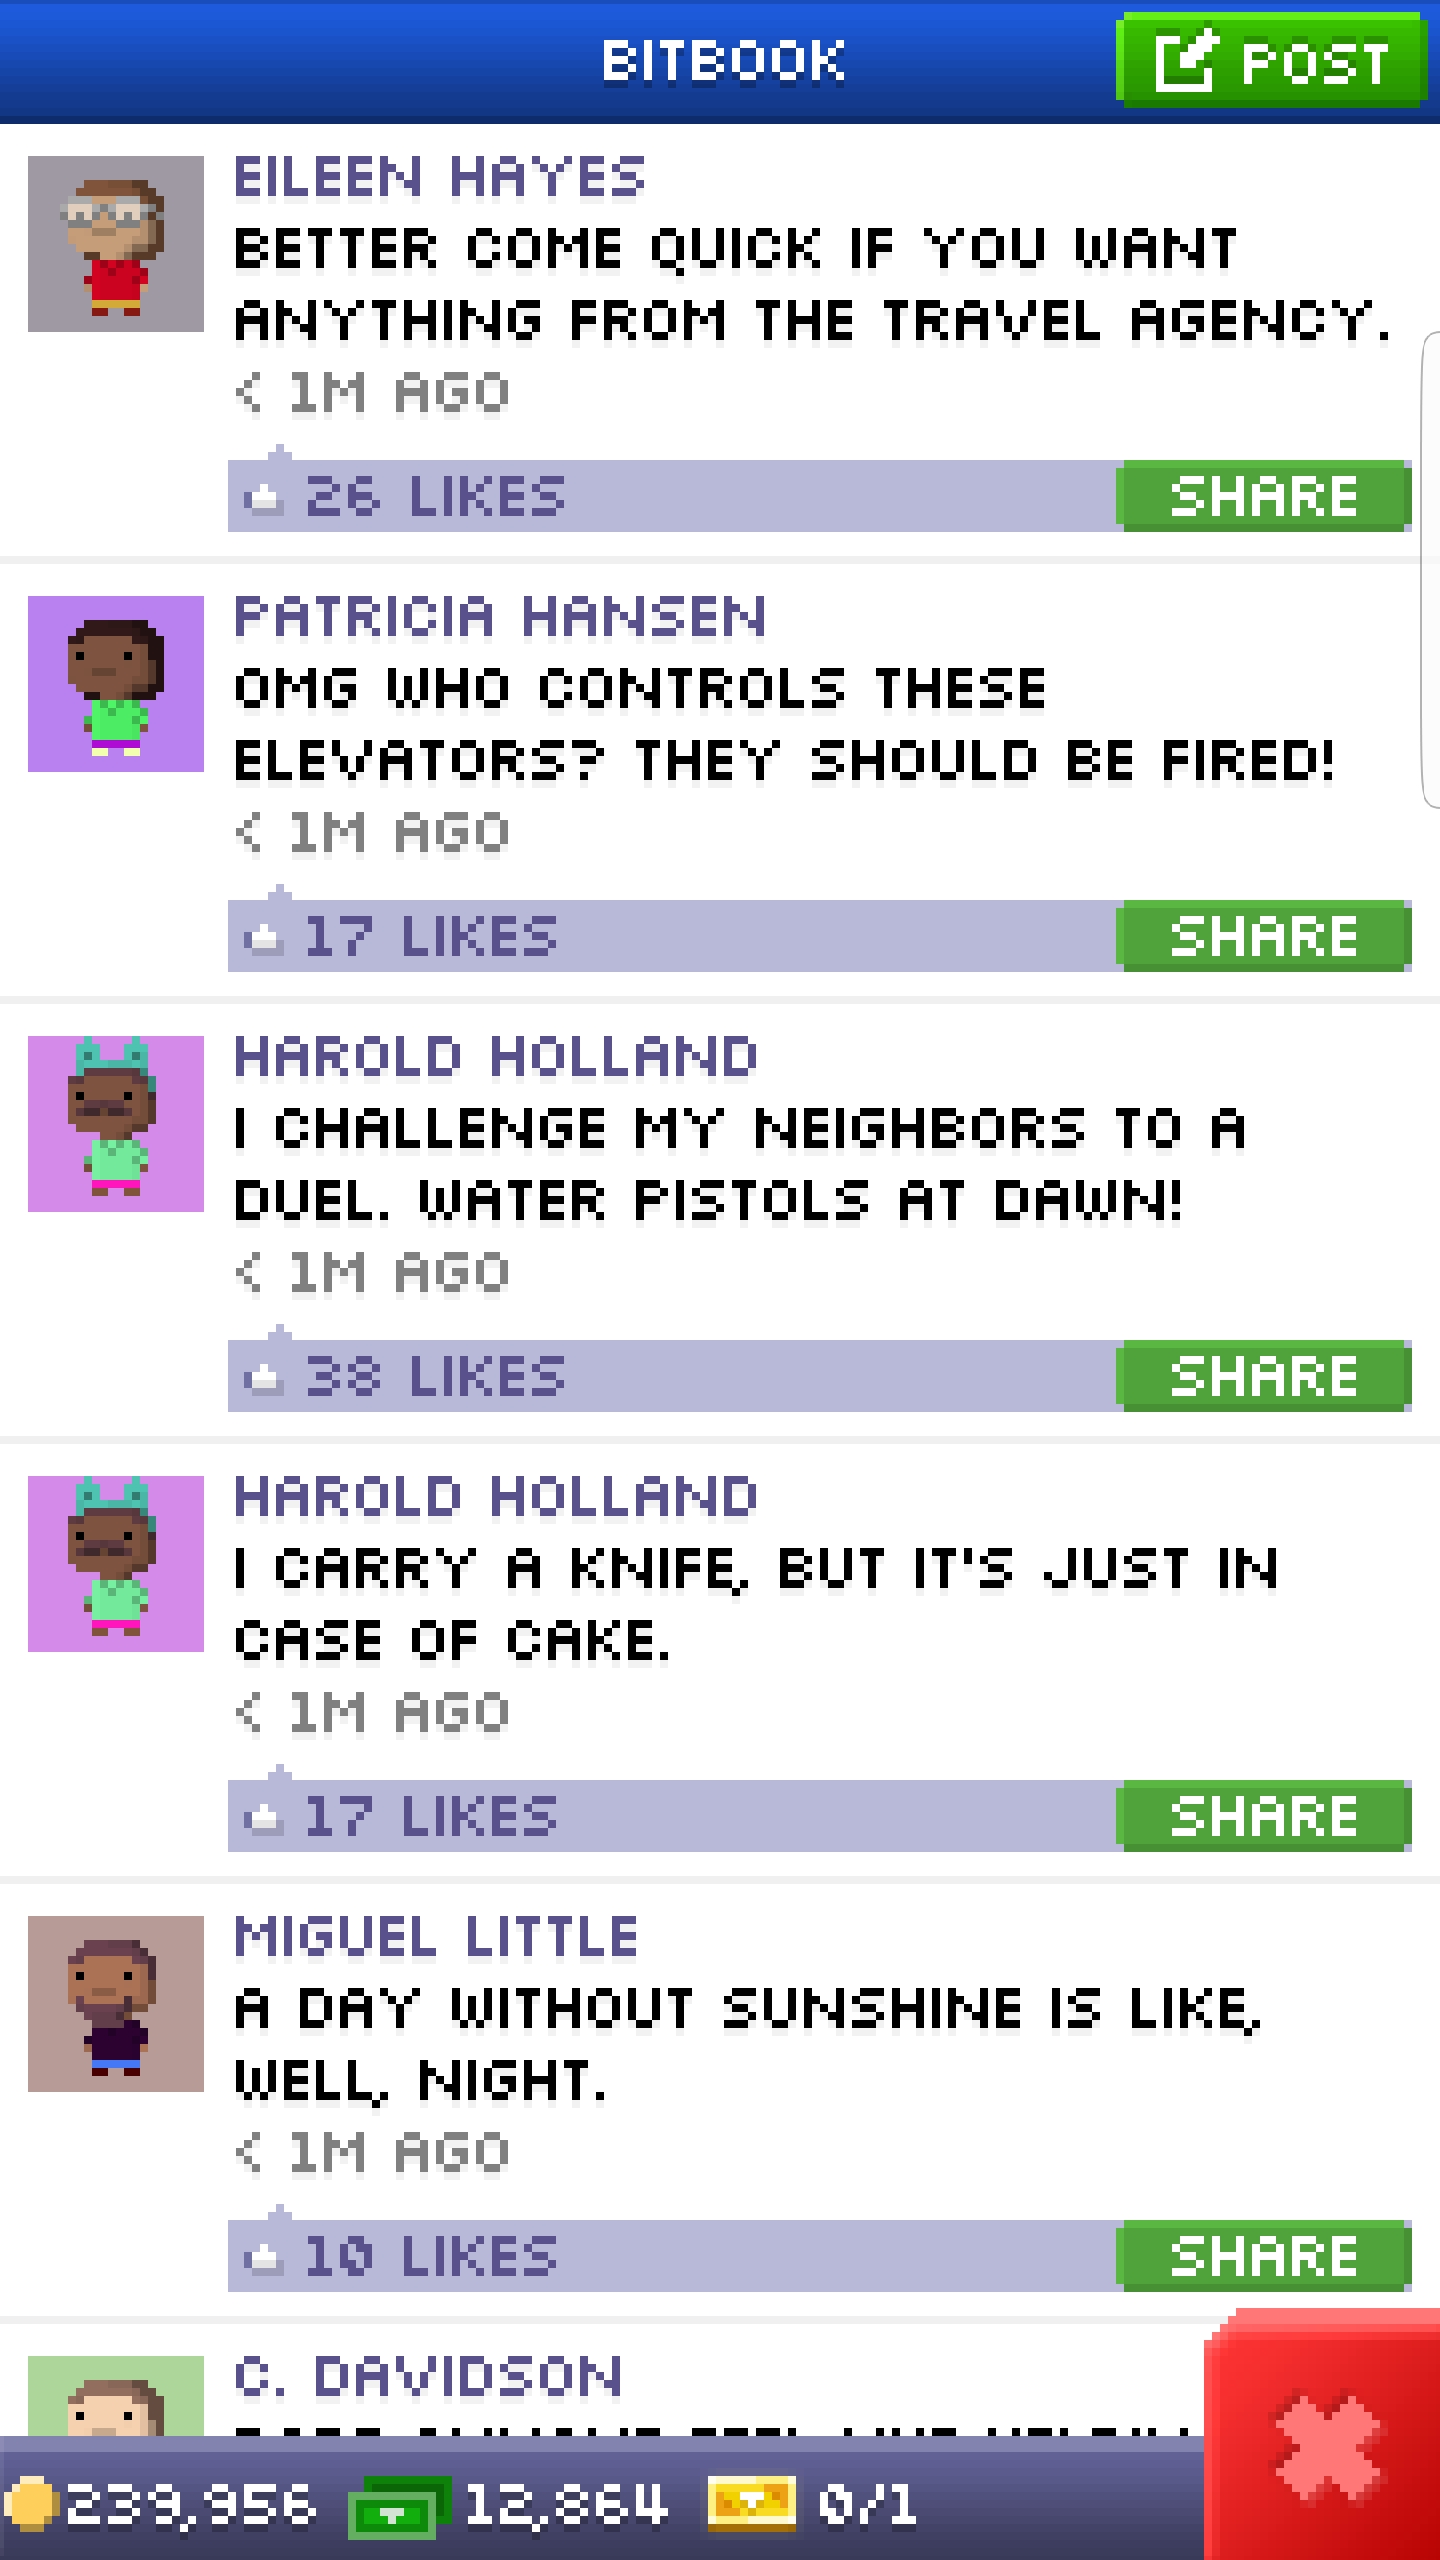 BITBOOK
POST
EILEEN HAYES
BETTER COME QUICK IF YOU WANT
ANYTHING FROM THE TRAVEL AGENCY.
< 1M AGO
26 LIKES
SHARE
PATRICIA HANSEN
OMG WHO CONTROLS THESE
ELEVATORS? THEY SHOULD BE FIRED!
< 1M AGO
17 LIKES
SHARE
HAROLD HOLLAND
I CHALLENGE MY NEIGHBORS TO A
DUEL. WATER PISTOLS AT DAWN!
< 1M AGO
38 LIKES
SHARE
HAROLD HOLLAND
I CARRY A KNIFE, BUT IT'S JUST IN
CASE OF CAKE.
< 1M AGO
17 LIKES
SHARE
MIGUEL LITTLE
A DAY WITHOUT SUNSHINE IS LIKE,
WELL, NIGHT.
< 1M AGO
10 LIKES
SHARE
C. DAVIDSON
239,956
12,864
0/1